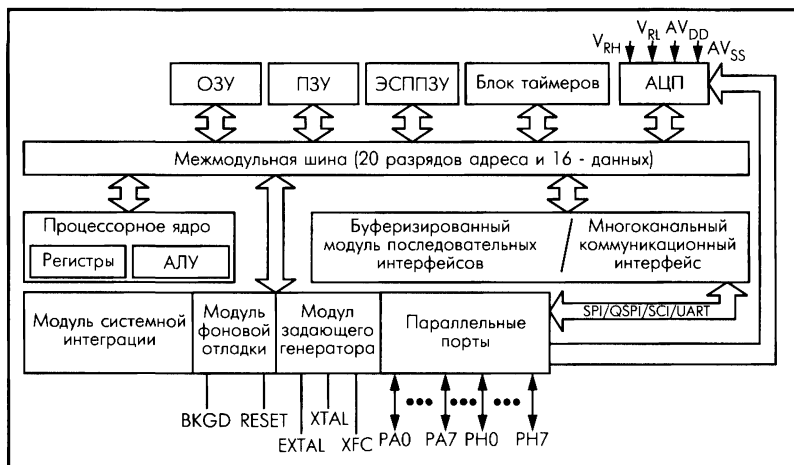 V_RH V_RL AV_DD AV_SS
ОЗУ
ПЗУ
ЭСППЗУ
Блок таймеров
АЦП
Межмодульная шина (20 разрядов адреса и 16 - данных)
Процессорное ядро
Регистры
АЛУ
Буферизированный
модуль последовательных
интерфейсов
/
Многоканальный
коммуникационный
интерфейс
SPI/QSPI/SCI/UART
Модуль системной
интеграции
Модуль
фоновой
отладки
Модул
задающего
генератора
Параллельные
порты
BKGD RESET
EXTAL
XTAL
XFC
PA0 ••• PA7 PH0 ••• PH7